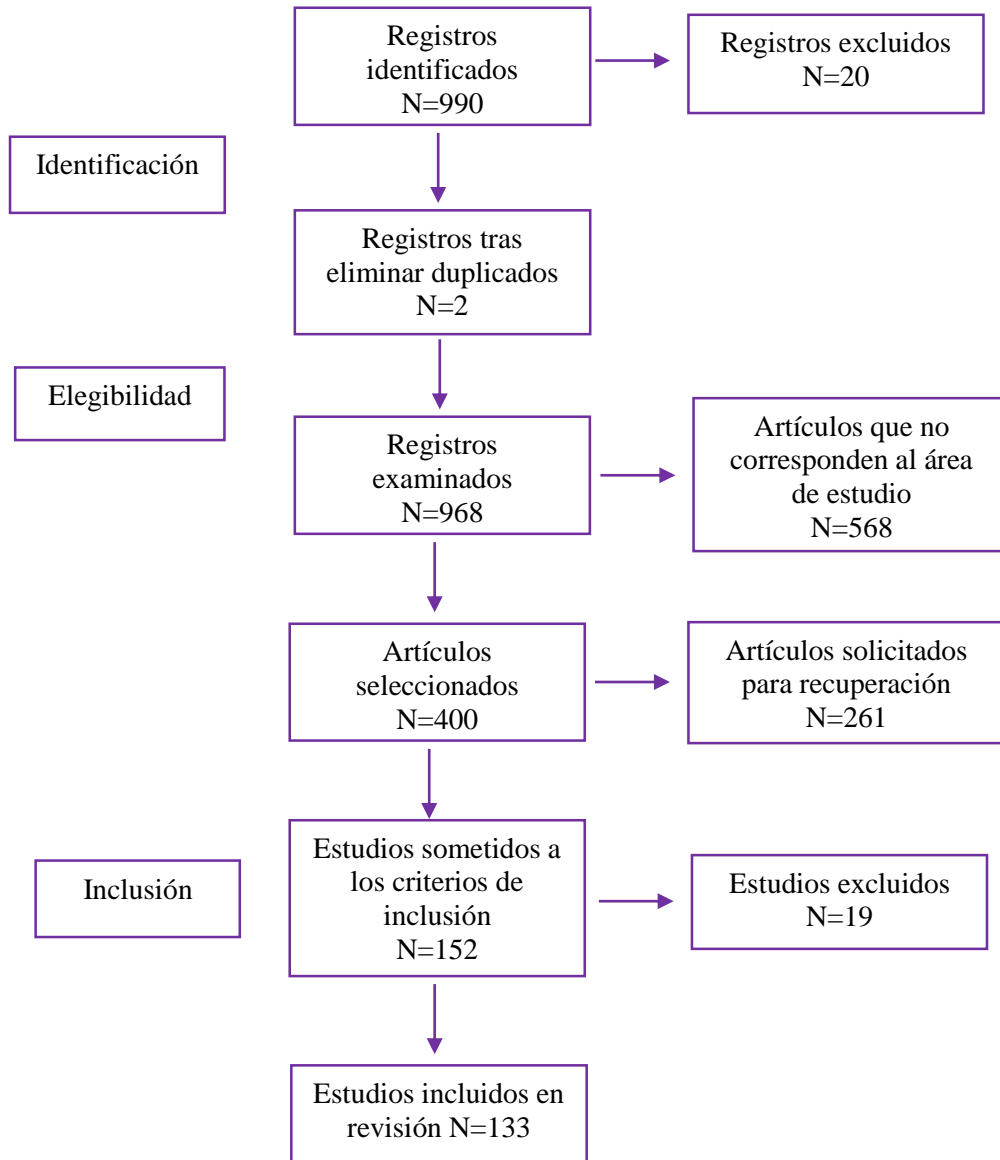 Registros
identificados
N=990
Registros excluidos
N=20
Identificación
Registros tras
eliminar duplicados
N=2
Elegibilidad
Registros
examinados
N=968
Artículos que no
corresponden al área
de estudio
N=568
Artículos
seleccionados
N=400
Artículos solicitados
para recuperación
N=261
Inclusión
Estudios sometidos a
los criterios de
inclusión
N=152
Estudios excluidos
N=19
Estudios incluidos en
revisión N=133